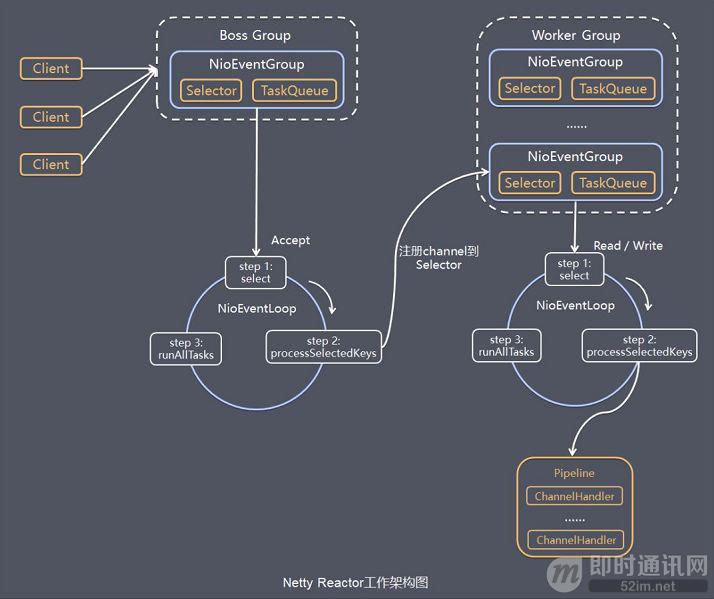 Boss Group
Worker Group
Client
Client
Client
NioEventGroup
Selector
TaskQueue
NioEventGroup
Selector
TaskQueue
......
NioEventGroup
Selector
TaskQueue
Accept
step 1:
select
NioEventLoop
step 2:
processSelectedKeys
step 3:
runAllTasks
注册channel到
Selector
Read / Write
step 1:
select
NioEventLoop
step 2:
processSelectedKeys
step 3:
runAllTasks
Pipeline
ChannelHandler
......
ChannelHandler
Netty Reactor工作架构图
m
即时通讯网
52im.net